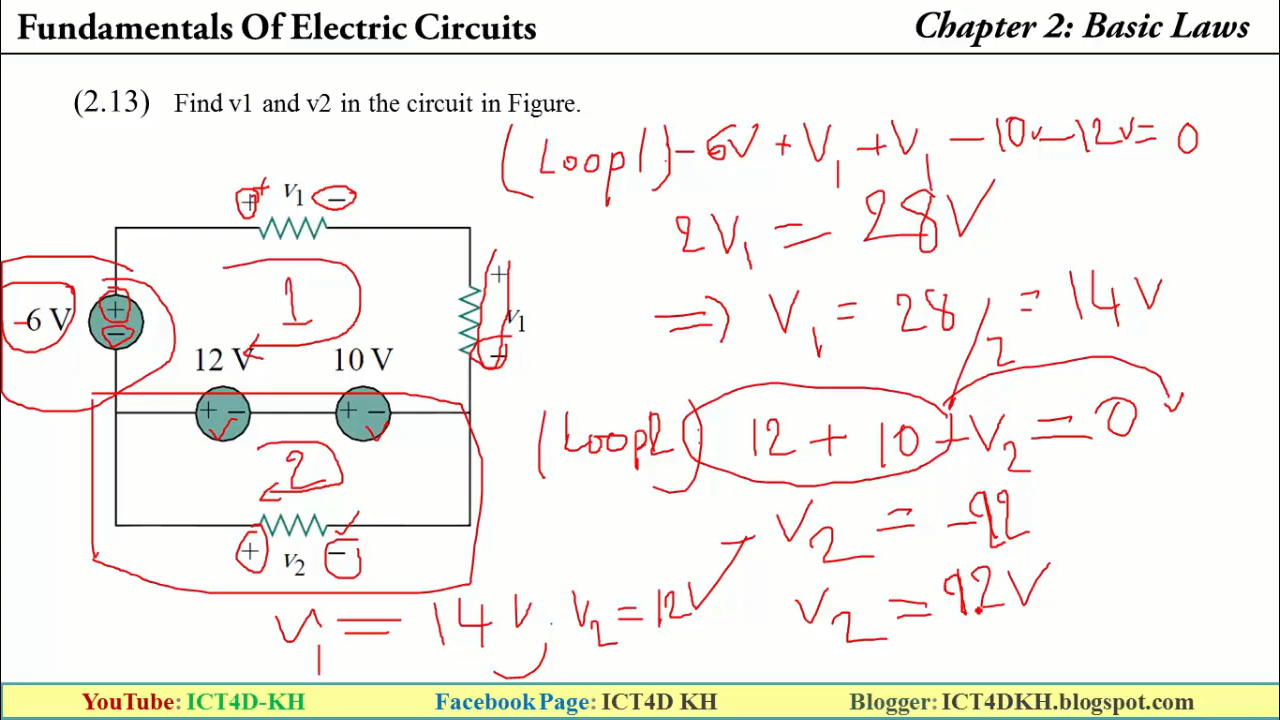 Fundamentals Of Electric Circuits
Chapter 2: Basic Laws
(2.13) Find v1 and v2 in the circuit in Figure.
(Loop1) - 6V + V1 + V1 - 10v - 12v = 0
2V1 = 28V
=> V1 = 28/2 = 14V
(Loop2) 12 + 10 - V2 = 0
V2 = -22
V2 = 22V
V1 = 14V, V2 = 12V
+ v1 −
+
v1
+
-6 V
+
−
1
12 V
10 V
+ −
+ −
2
+ v2 −
YouTube: ICT4D-KH
Facebook Page: ICT4D KH
Blogger: ICT4DKH.blogspot.com